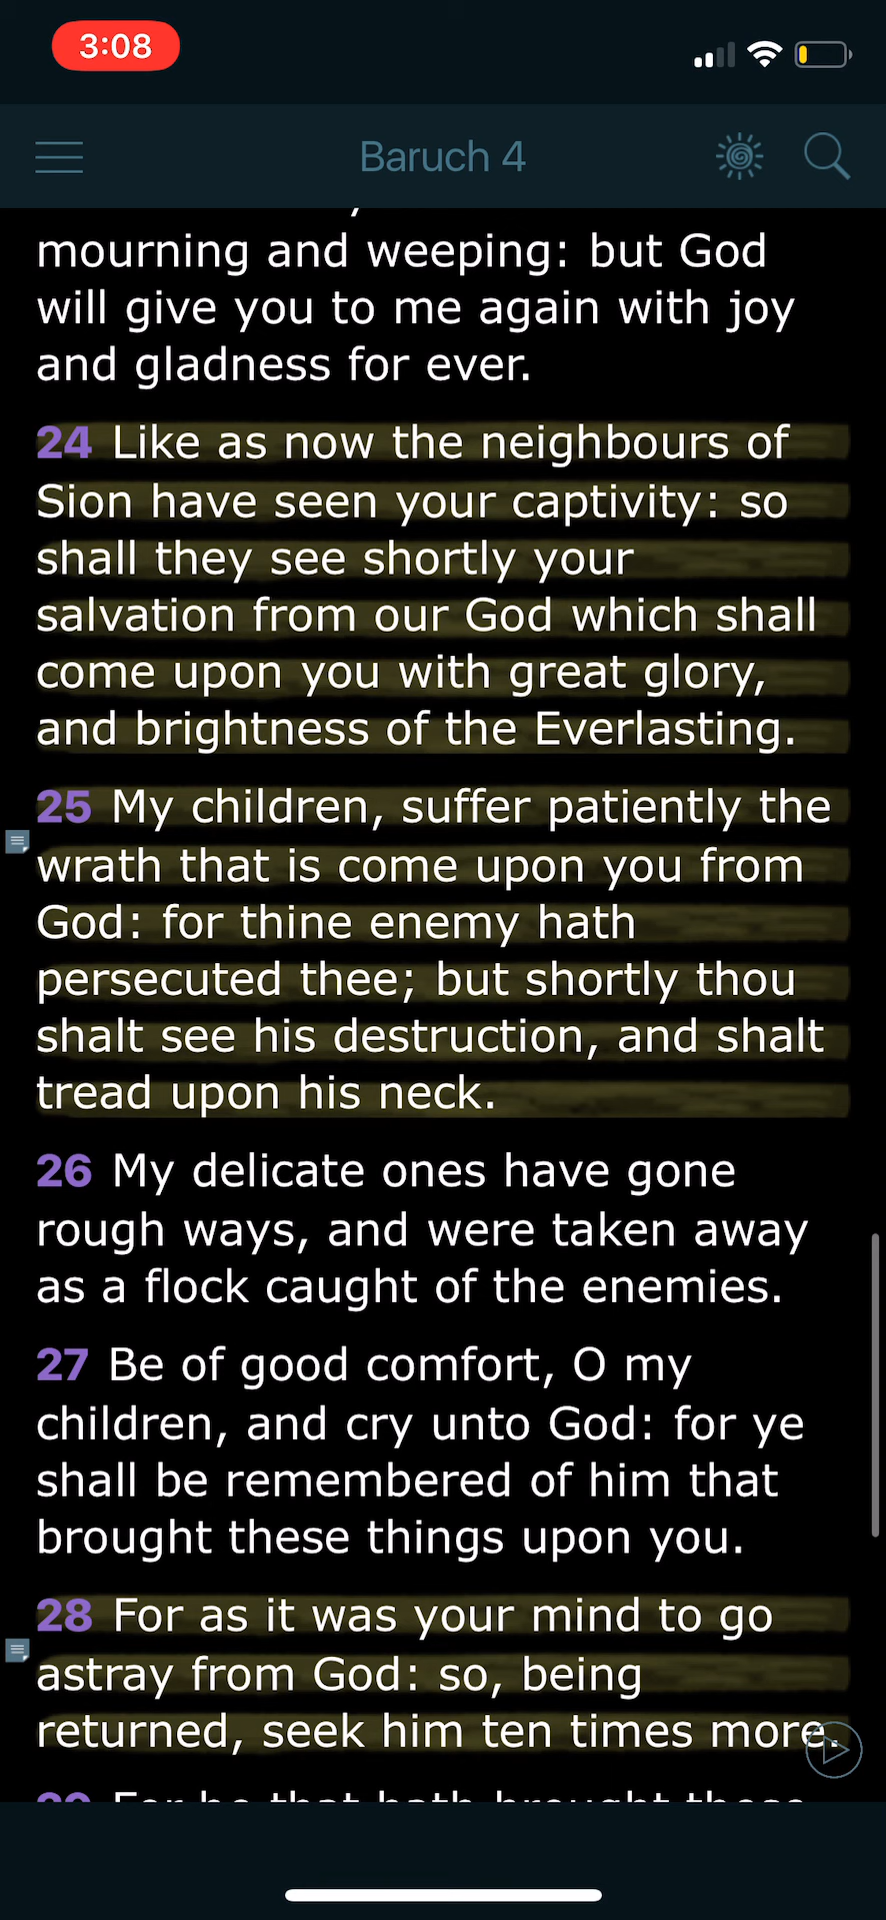 3:08
Baruch 4
mourning and weeping: but God
will give you to me again with joy
and gladness for ever.
24 Like as now the neighbours of
Sion have seen your captivity: so
shall they see shortly your
salvation from our God which shall
come upon you with great glory,
and brightness of the Everlasting.
25 My children, suffer patiently the
wrath that is come upon you from
God: for thine enemy hath
persecuted thee; but shortly thou
shalt see his destruction, and shalt
tread upon his neck.
26 My delicate ones have gone
rough ways, and were taken away
as a flock caught of the enemies.
27 Be of good comfort, O my
children, and cry unto God: for ye
shall be remembered of him that
brought these things upon you.
28 For as it was your mind to go
astray from God: so, being
returned, seek him ten times more.